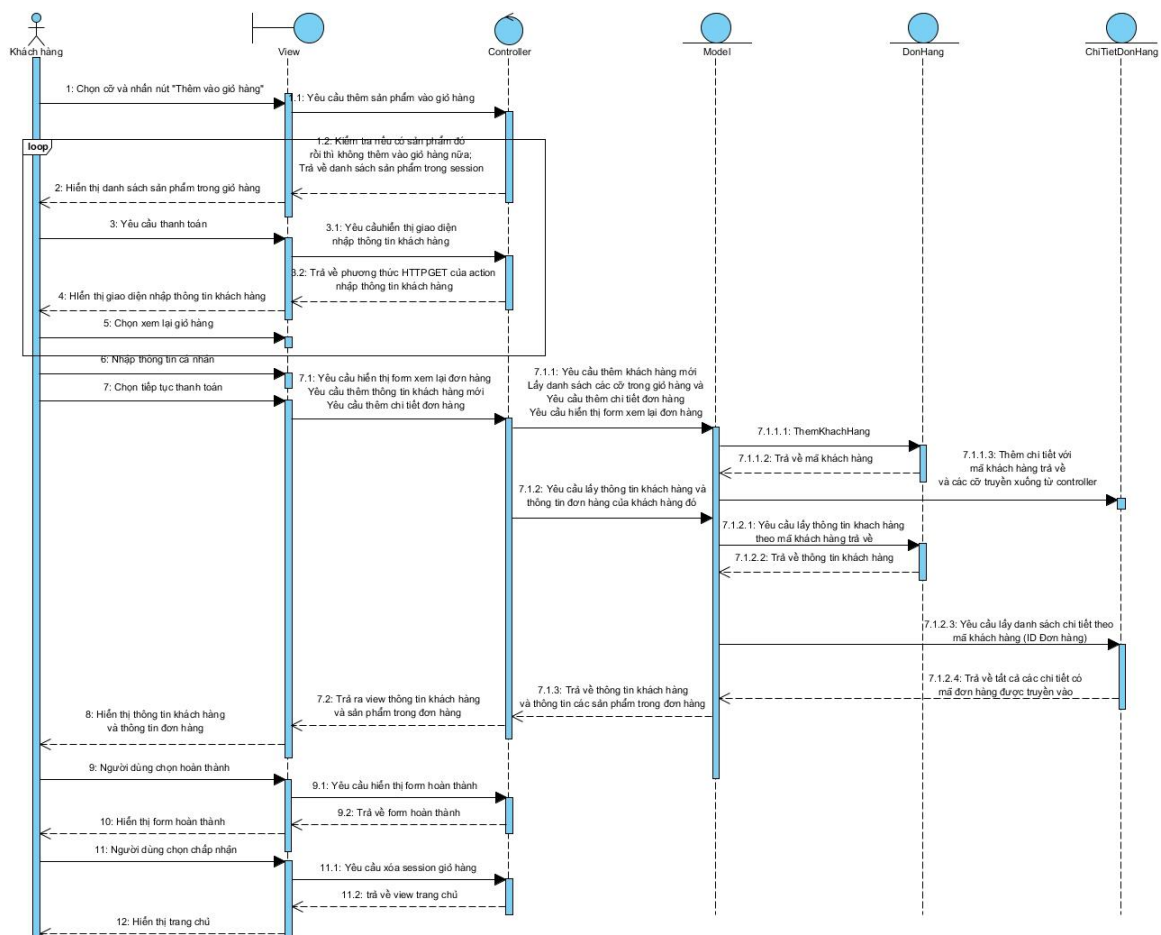 Khách hàng
View
Controller
Model
DonHang
ChiTietDonHang
1: Chọn cỡ và nhấn nút "Thêm vào giỏ hàng"
1.1: Yêu cầu thêm sản phẩm vào giỏ hàng
loop
1.2: Kiểm tra nếu có sản phẩm đó
rồi thì không thêm vào giỏ hàng nữa;
Trả về danh sách sản phẩm trong session
2: Hiển thị danh sách sản phẩm trong giỏ hàng
3: Yêu cầu thanh toán
3.1: Yêu cầuhiển thị giao diện
nhập thông tin khách hàng
3.2: Trả về phương thức HTTPGET của action
nhập thông tin khách hàng
4: HIển thị giao diện nhập thông tin khách hàng
5: Chọn xem lại giỏ hàng
6: Nhập thông tin cá nhân
7: Chọn tiếp tục thanh toán
7.1: Yêu cầu hiển thị form xem lại đơn hàng
Yêu cầu thêm thông tin khách hàng mới
Yêu cầu thêm chi tiết đơn hàng
7.1.1: Yêu cầu thêm khách hàng mới
Lấy danh sách các cỡ trong giỏ hàng và
Yêu cầu thêm chi tiết đơn hàng
Yêu cầu hiển thị form xem lại đơn hàng
7.1.1.1: ThemKhachHang
7.1.1.2: Trả về mã khách hàng
7.1.1.3: Thêm chi tiết với
mã khách hàng trả về
và các cỡ truyền xuống từ controller
7.1.2: Yêu cầu lấy thông tin khách hàng và
thông tin đơn hàng của khách hàng đó
7.1.2.1: Yêu cầu lấy thông tin khach hàng
theo mã khách hàng trả về
7.1.2.2: Trả về thông tin khách hàng
7.1.2.3: Yêu cầu lấy danh sách chi tiết theo
mã khách hàng (ID Đơn hàng)
7.1.2.4: Trả về tất cả các chi tiết có
mã đơn hàng được truyền vào
7.1.3: Trả về thông tin khách hàng
và thông tin các sản phẩm trong đơn hàng
7.2: Trả ra view thông tin khách hàng
và sản phẩm trong đơn hàng
8: Hiển thị thông tin khách hàng
và thông tin đơn hàng
9: Người dùng chọn hoàn thành
9.1: Yêu cầu hiển thị form hoàn thành
9.2: Trả về form hoàn thành
10: Hiển thị form hoàn thành
11: Người dùng chọn chấp nhận
11.1: Yêu cầu xóa session giỏ hàng
11.2: trả về view trang chủ
12: Hiển thị trang chủ